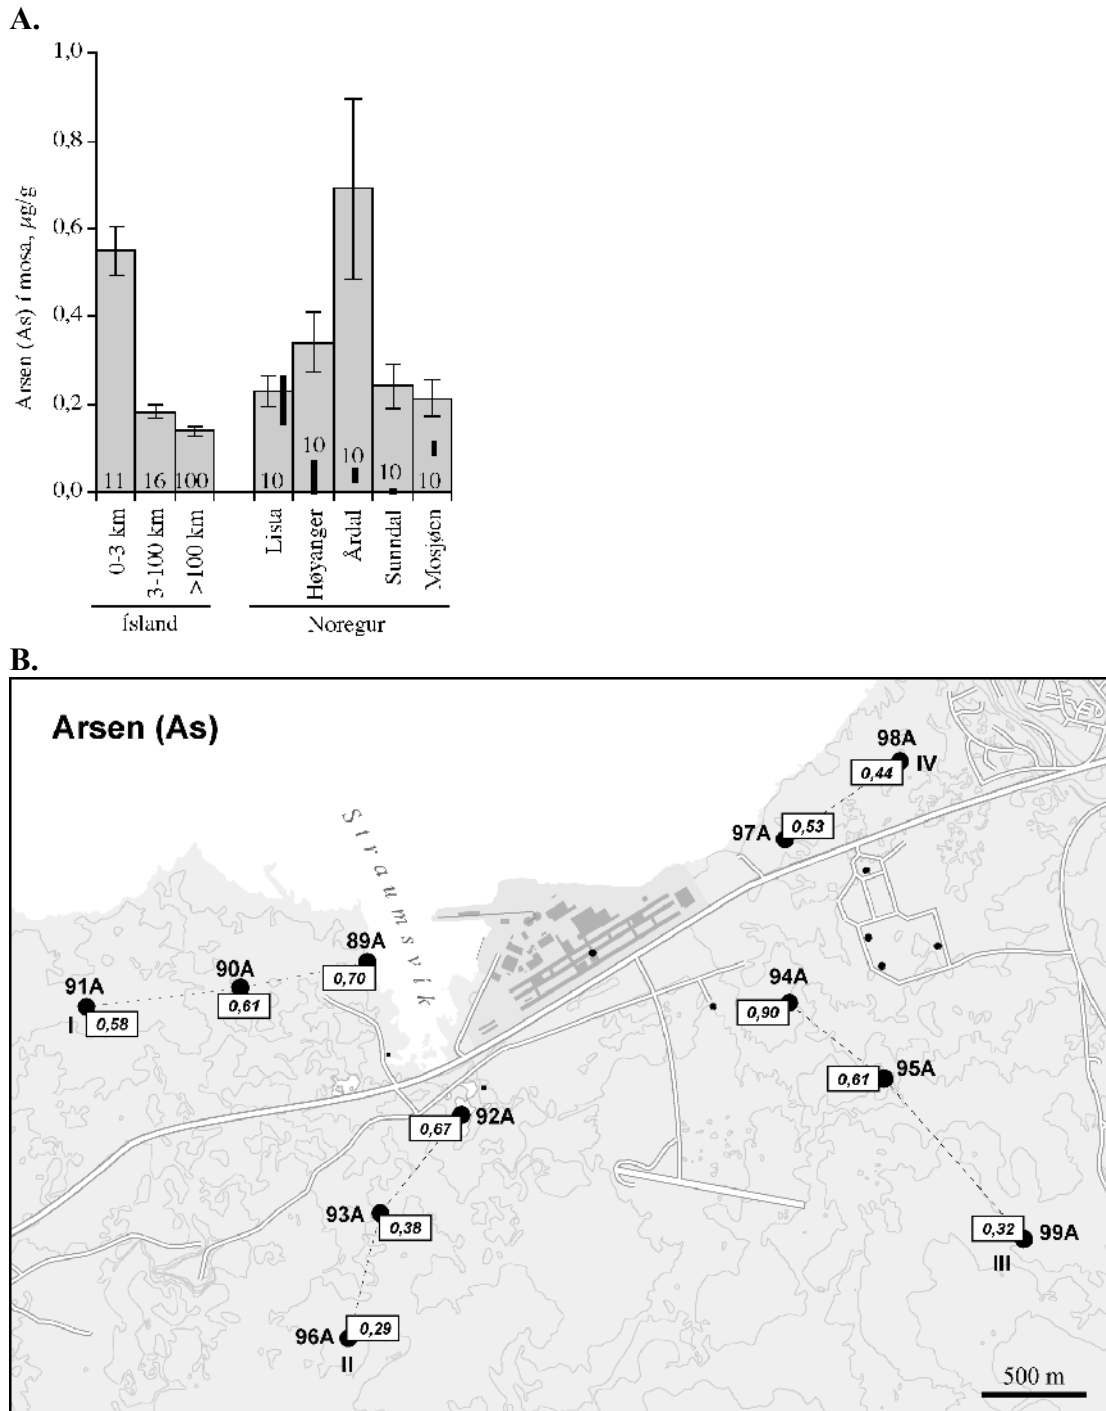 A.
Arsen (As) í mosa, µg/g
1,0
0,8
0,6
0,4
0,2
0,0
11
16
100
10
10
10
10
10
0-3 km
3-100 km
>100 km
Lista
Høyanger
Årdal
Sunndal
Mosjøen
Ísland
Noregur
B.
Arsen (As)
98A
IV
0,44
97A
0,53
Straumsvík
89A
0,70
90A
0,61
91A
I
0,58
94A
0,90
95A
0,61
92A
0,67
93A
0,38
99A
0,32
III
96A
0,29
II
500 m